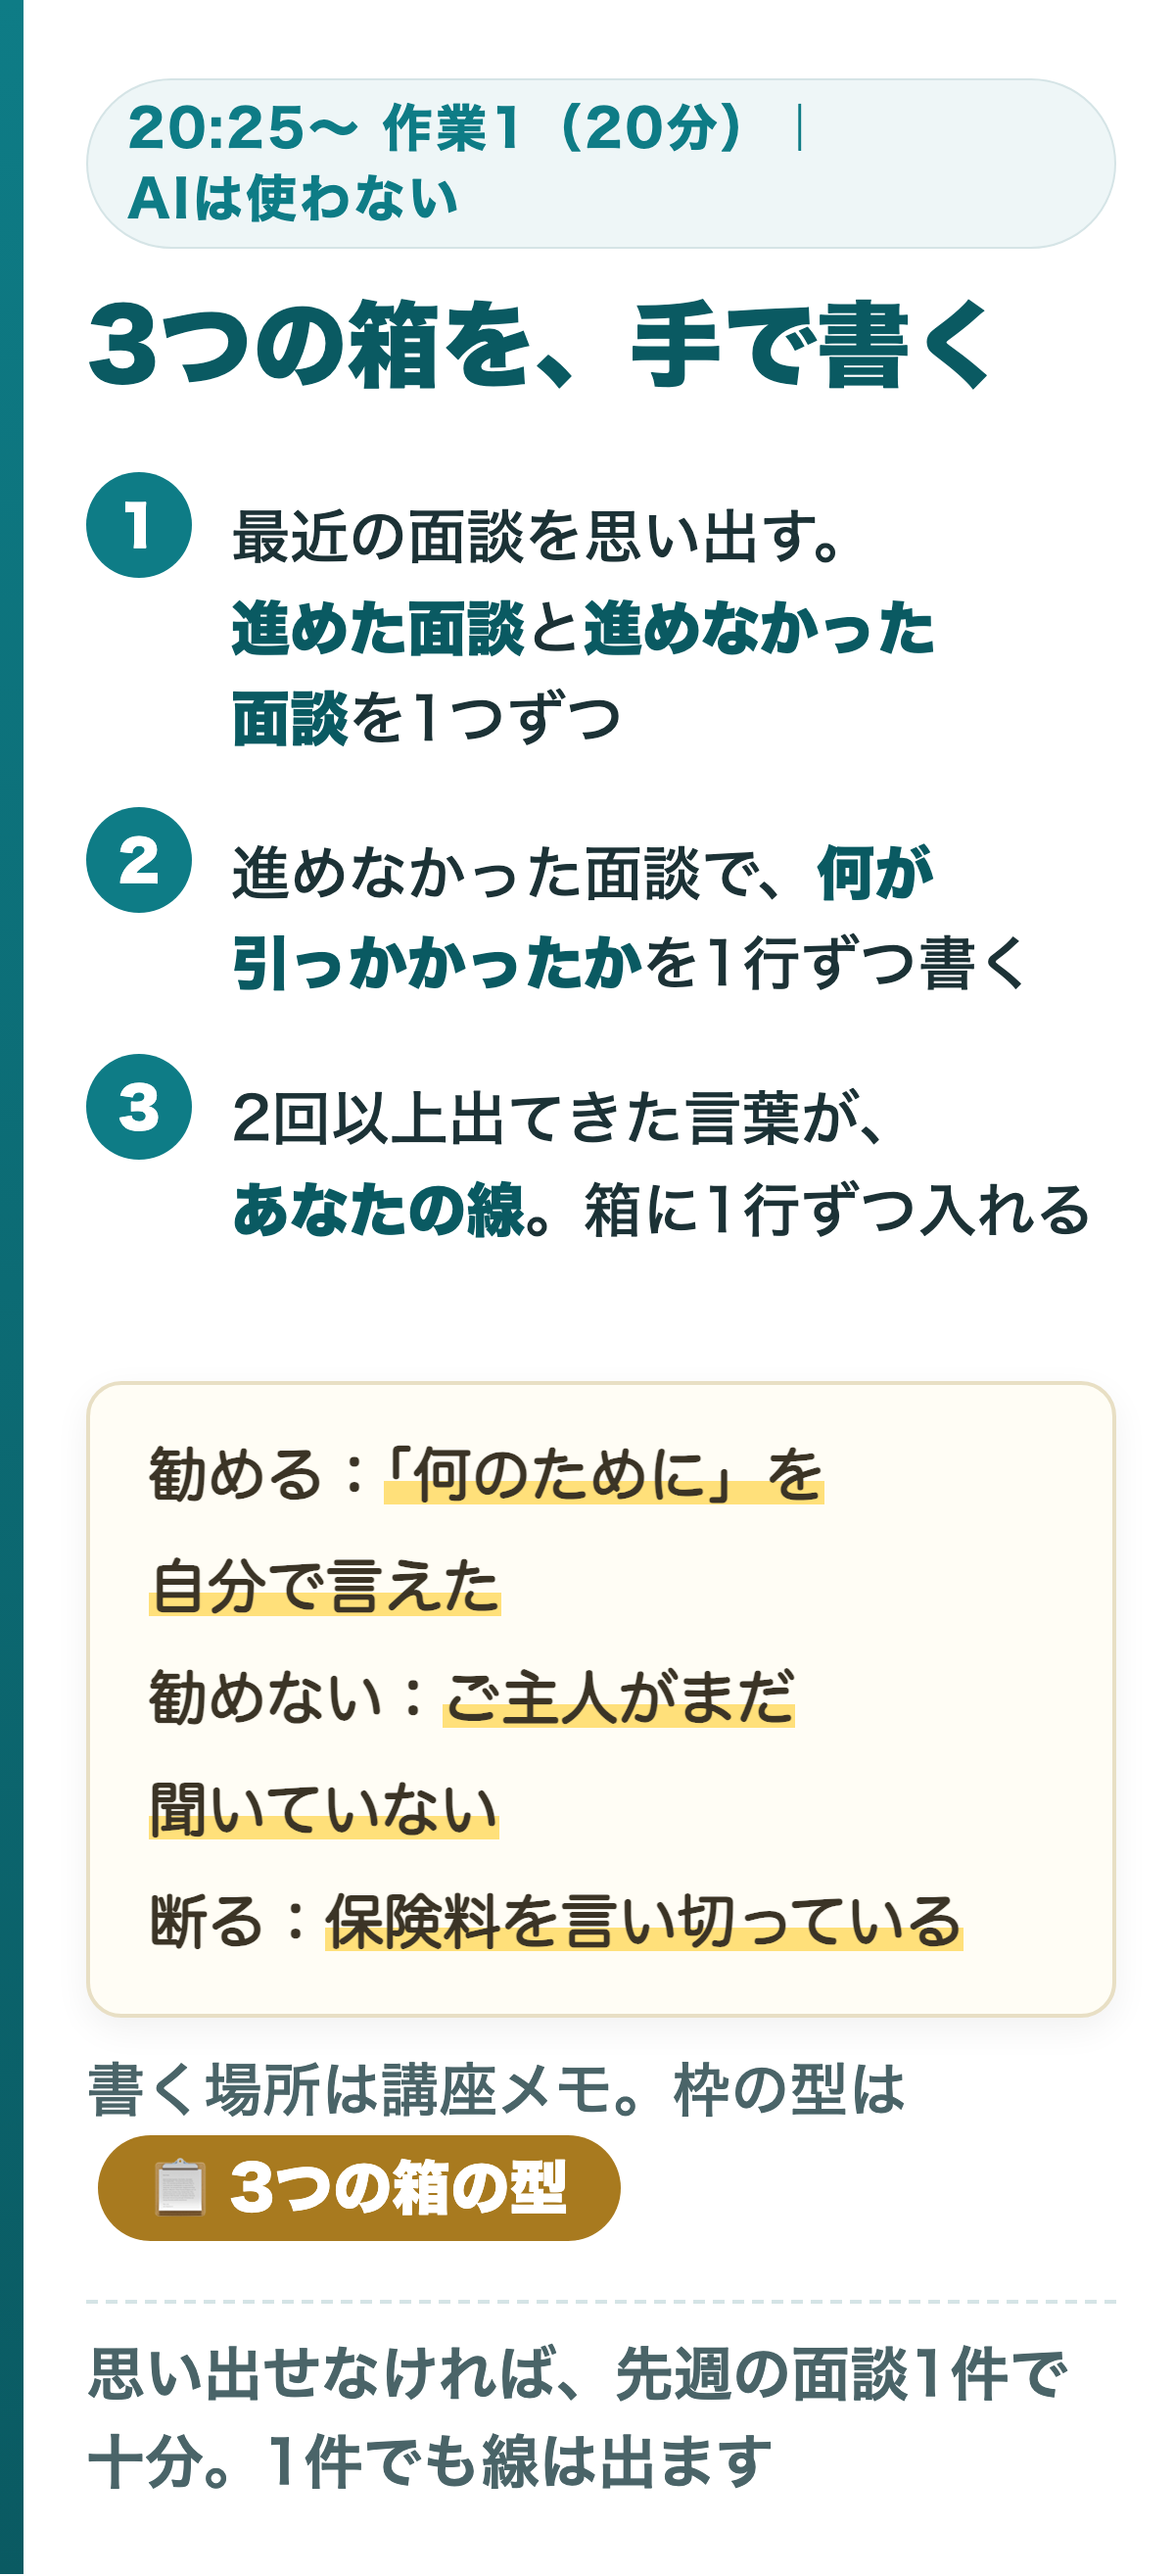 20:25〜 作業1（20分）｜
AIは使わない
3つの箱を、手で書く
1
最近の面談を思い出す。
進めた面談と進めなかった
面談を1つずつ
2
進めなかった面談で、何が
引っかかったかを1行ずつ書く
3
2回以上出てきた言葉が、
あなたの線。箱に1行ずつ入れる
勧める：「何のために」を
自分で言えた
勧めない：ご主人がまだ
聞いていない
断る：保険料を言い切っている
書く場所は講座メモ。枠の型は
📋 3つの箱の型
思い出せなければ、先週の面談1件で
十分。1件でも線は出ます